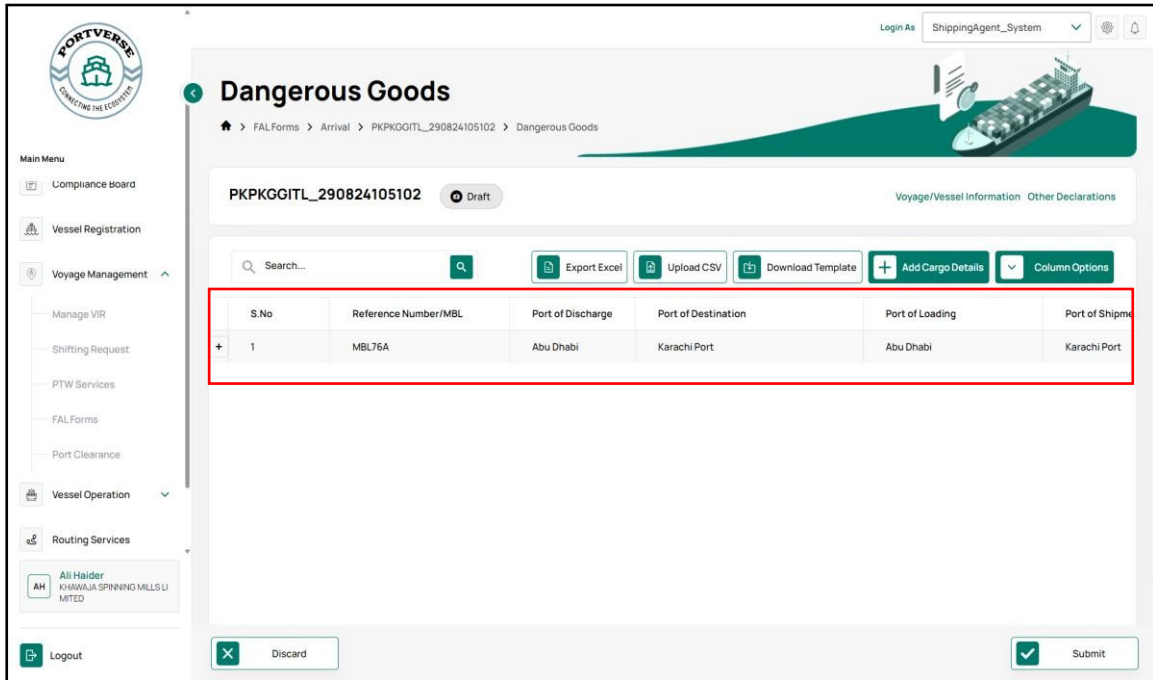 PORTVERSE
CONNECTING THE ECOSYSTEM
Login As
ShippingAgent_System
Dangerous Goods
> FAL Forms > Arrival > PKPKGGITL_290824105102 > Dangerous Goods
Main Menu
Compliance Board
Vessel Registration
Voyage Management
Manage VIR
Shifting Request
PTW Services
FAL Forms
Port Clearance
Vessel Operation
Routing Services
AH
Ali Haider
KHAWAJA SPINNING MILLS LI
MITED
Logout
PKPKGGITL_290824105102 Draft
Voyage/Vessel Information Other Declarations
Search...
Export Excel Upload CSV Download Template Add Cargo Details Column Options
S.No Reference Number/MBL Port of Discharge Port of Destination Port of Loading Port of Shipme
+ 1 MBL76A Abu Dhabi Karachi Port Abu Dhabi Karachi Port
Discard
Submit